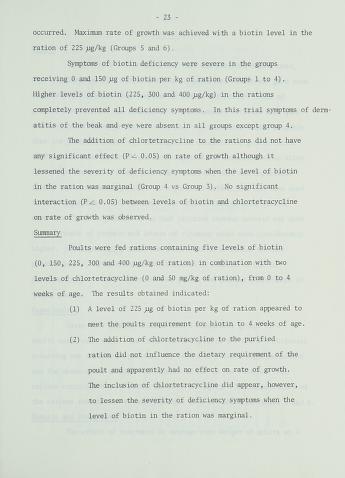 - 23 -
occurred. Maximum rate of growth was achieved with a biotin level in the
ration of 225 µg/kg (Groups 5 and 6).
Symptoms of biotin deficiency were severe in the groups
receiving 0 and 150 µg of biotin per kg of ration (Groups 1 to 4).
Higher levels of biotin (225, 300 and 400 µg/kg) in the rations
completely prevented all deficiency symptoms. In this trial symptoms of derm-
atitis of the beak and eye were absent in all groups except group 4.
The addition of chlortetracycline to the rations did not have
any significant effect (P < 0.05) on rate of growth although it
lessened the severity of deficiency symptoms when the level of biotin
in the ration was marginal (Group 4 vs Group 3). No significant
interaction (P < 0.05) between levels of biotin and chlortetracycline
on rate of growth was observed.
Summary
Poults were fed rations containing five levels of biotin
(0, 150, 225, 300 and 400 µg/kg of ration) in combination with two
levels of chlortetracycline (0 and 50 mg/kg of ration), from 0 to 4
weeks of age. The results obtained indicated:
(1) A level of 225 µg of biotin per kg of ration appeared to
meet the poults requirement for biotin to 4 weeks of age.
(2) The addition of chlortetracycline to the purified
ration did not influence the dietary requirement of the
poult and apparently had no effect on rate of growth.
The inclusion of chlortetracycline did appear, however,
to lessen the severity of deficiency symptoms when the
level of biotin in the ration was marginal.